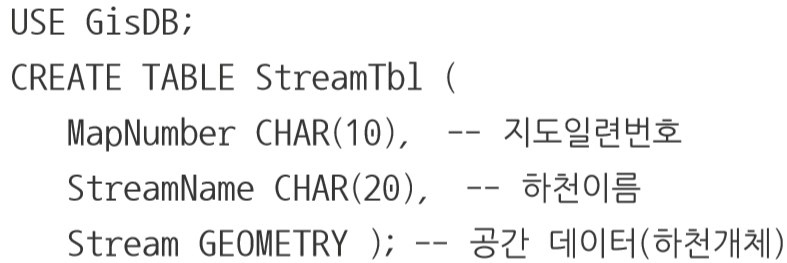 USE GisDB;
CREATE TABLE StreamTbl (
   MapNumber CHAR(10),  -- 지도일련번호
   StreamName CHAR(20),  -- 하천이름
   Stream GEOMETRY ); -- 공간 데이터(하천개체)